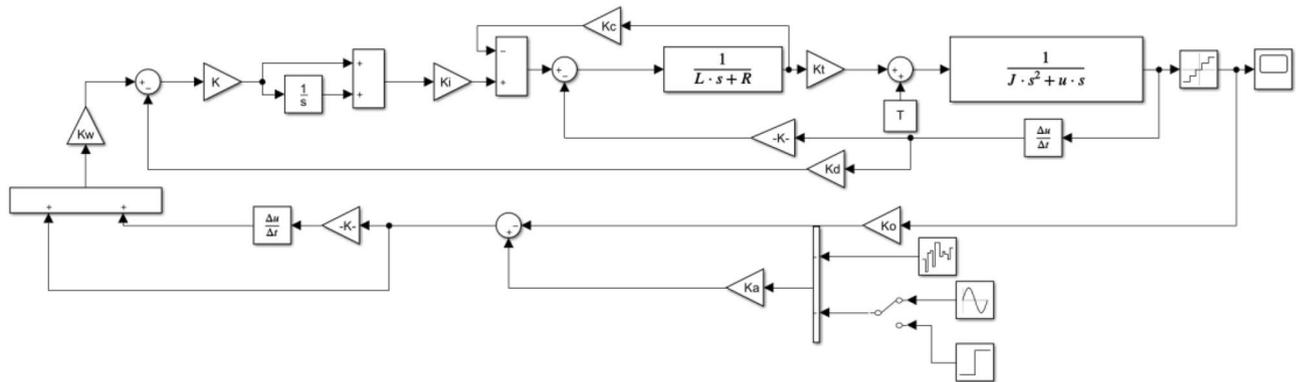 Kc
K
1
s
+
+
Ki
−
+
+
−
1
L · s + R
Kt
+
+
1
J · s² + u · s
T
+
−
Kw
-K-
Δu
Δt
Kd
+
+
Δu
Δt
-K-
+
−
Ko
Ka